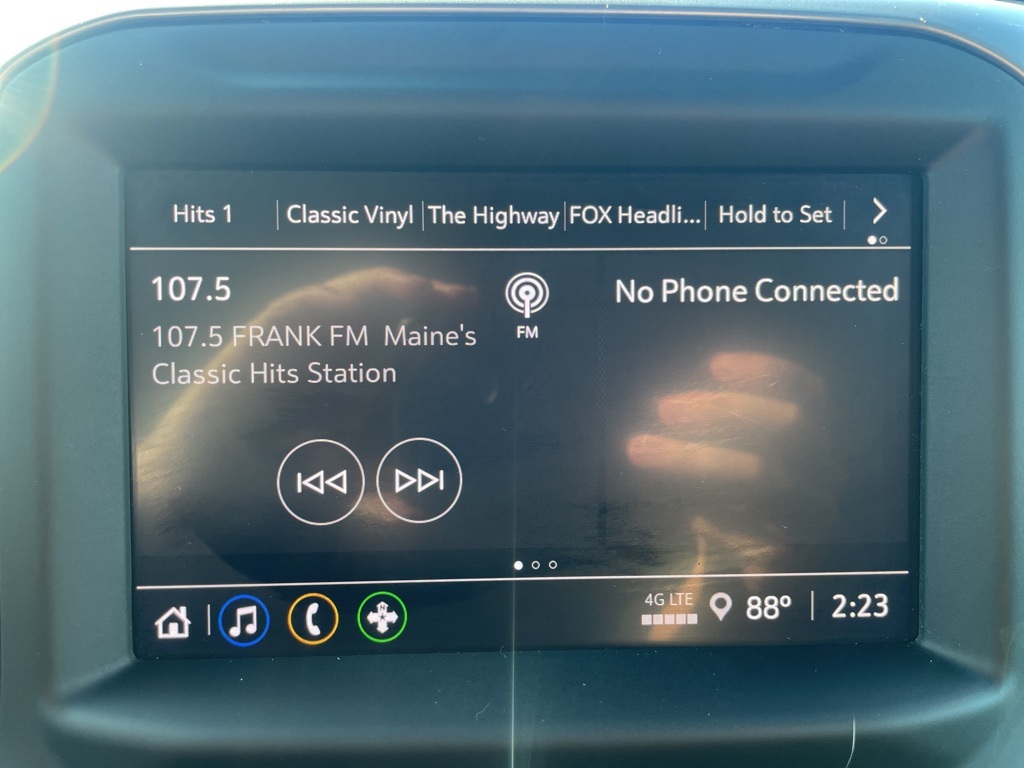 Hits 1 Classic Vinyl The Highway FOX Headli... Hold to Set
107.5
FM
No Phone Connected
107.5 FRANK FM Maine's
Classic Hits Station
N
4G LTE 88° 2:23